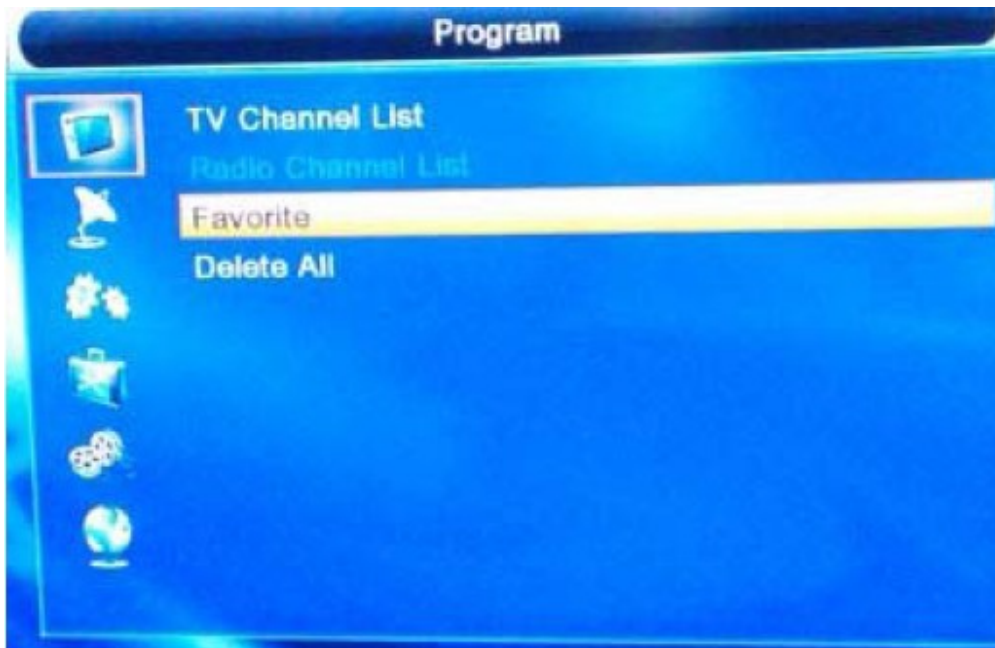 Program
TV Channel List
Radio Channel List
Favorite
Delete All